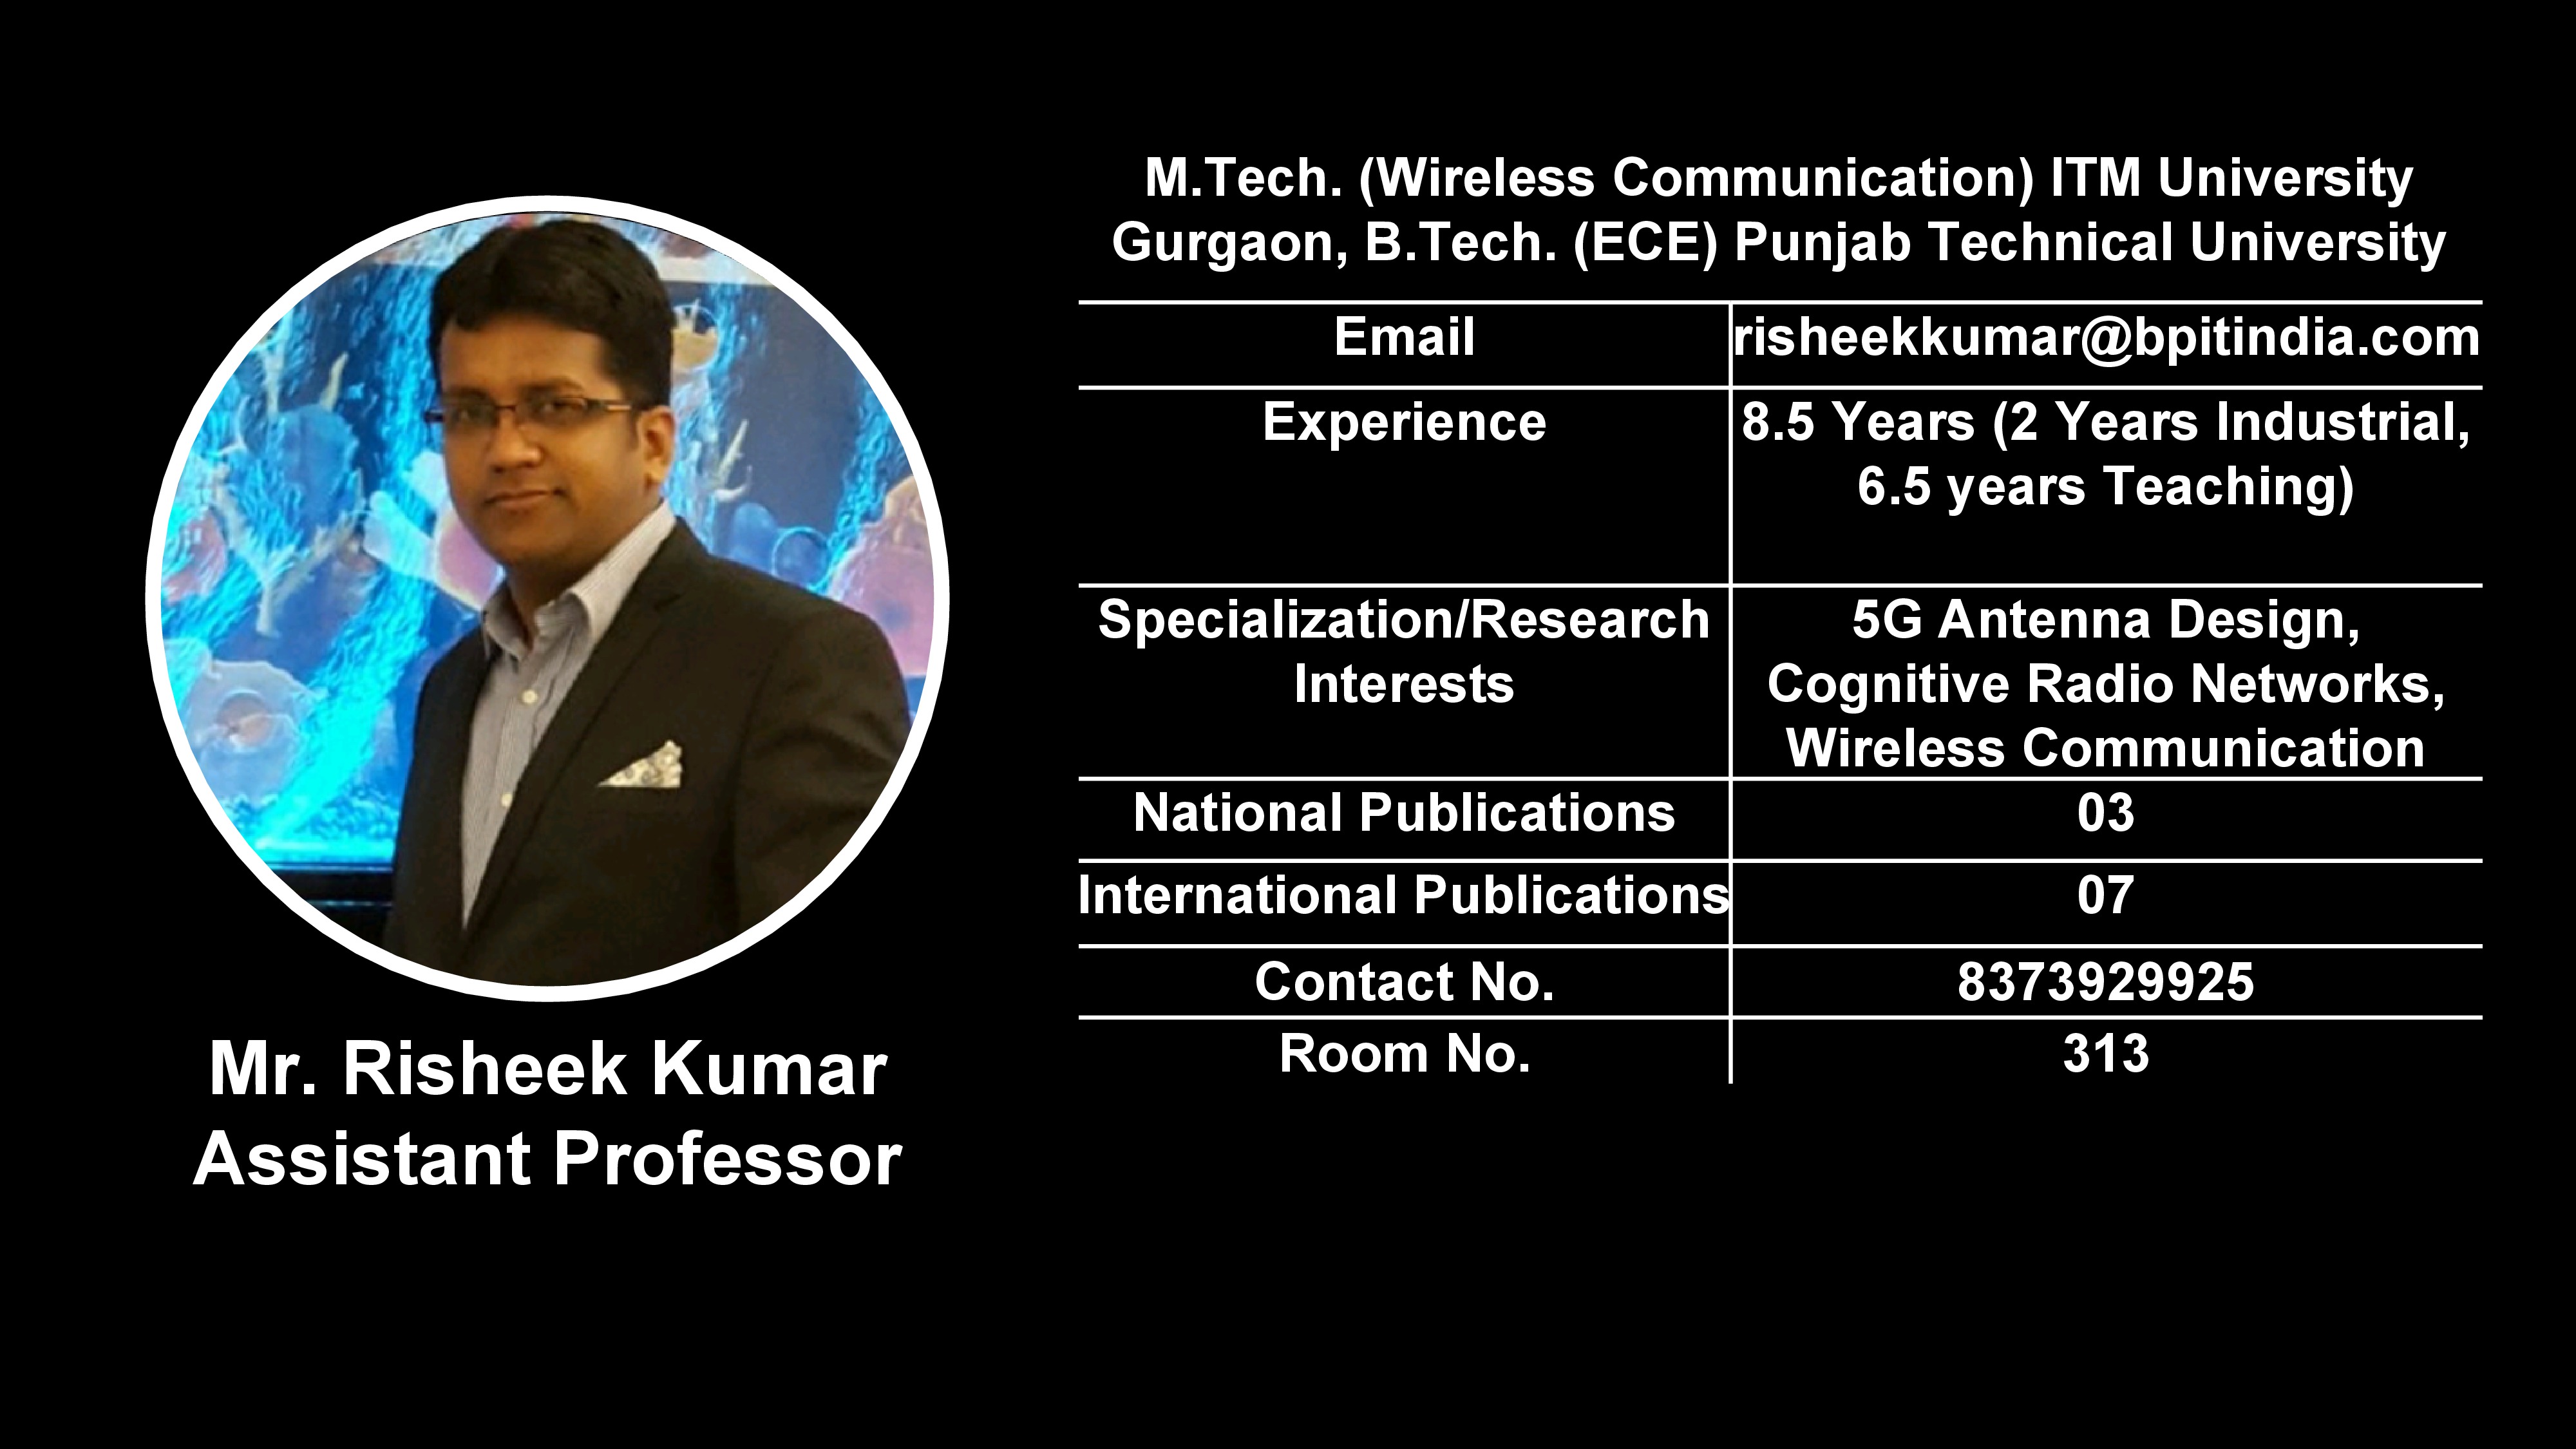 M.Tech. (Wireless Communication) ITM University
Gurgaon, B.Tech. (ECE) Punjab Technical University
Email risheekkumar@bpitindia.com
Experience 8.5 Years (2 Years Industrial,
6.5 years Teaching)
Specialization/Research 5G Antenna Design,
Interests Cognitive Radio Networks,
Wireless Communication
National Publications 03
International Publications 07
Contact No. 8373929925
Room No. 313
Mr. Risheek Kumar
Assistant Professor